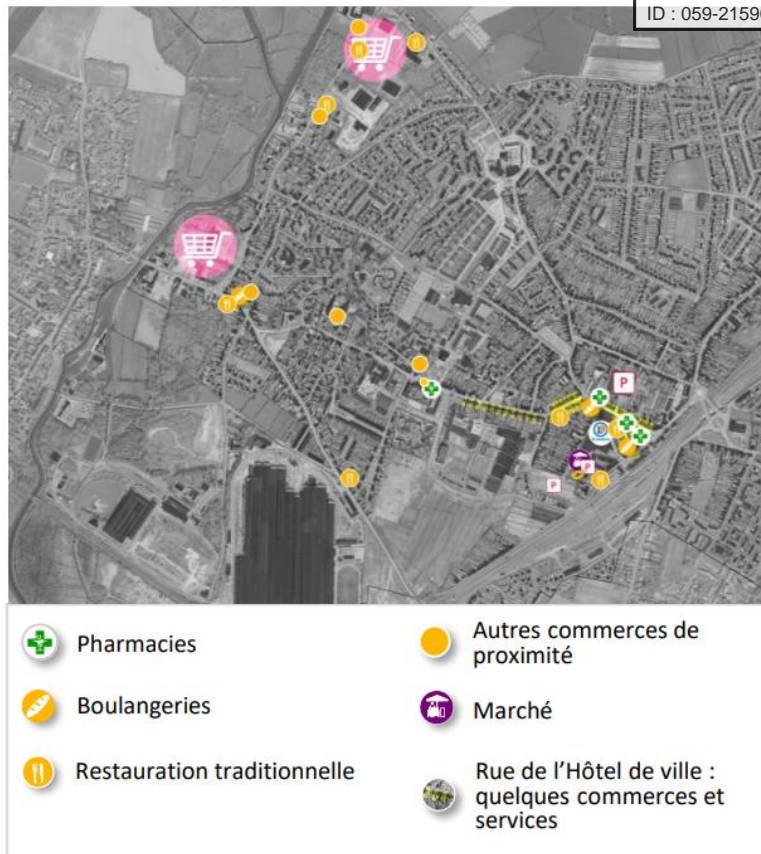 ID : 059-21590
P
P
P
Pharmacies
Autres commerces de
proximité
Boulangeries
Marché
Restauration traditionnelle
Rue de l'Hôtel de ville :
quelques commerces et
services